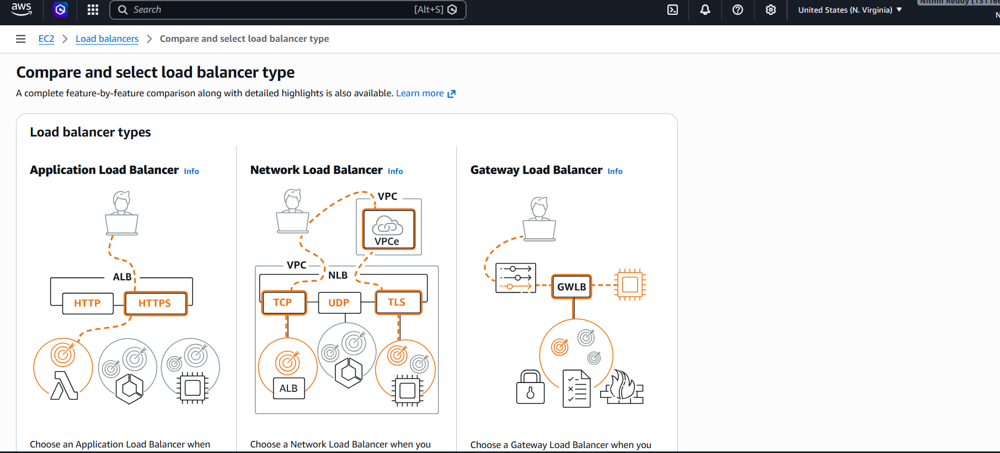 aws
Search
[Alt+S]
United States (N. Virginia)
Nithin Reddy
EC2
Load balancers
Compare and select load balancer type
Compare and select load balancer type
A complete feature-by-feature comparison along with detailed highlights is also available. Learn more
Load balancer types
Application Load Balancer Info
ALB
HTTP
HTTPS
Choose an Application Load Balancer when
Network Load Balancer Info
VPC
VPCe
VPC
NLB
TCP
UDP
TLS
ALB
Choose a Network Load Balancer when you
Gateway Load Balancer Info
GWLB
Choose a Gateway Load Balancer when you